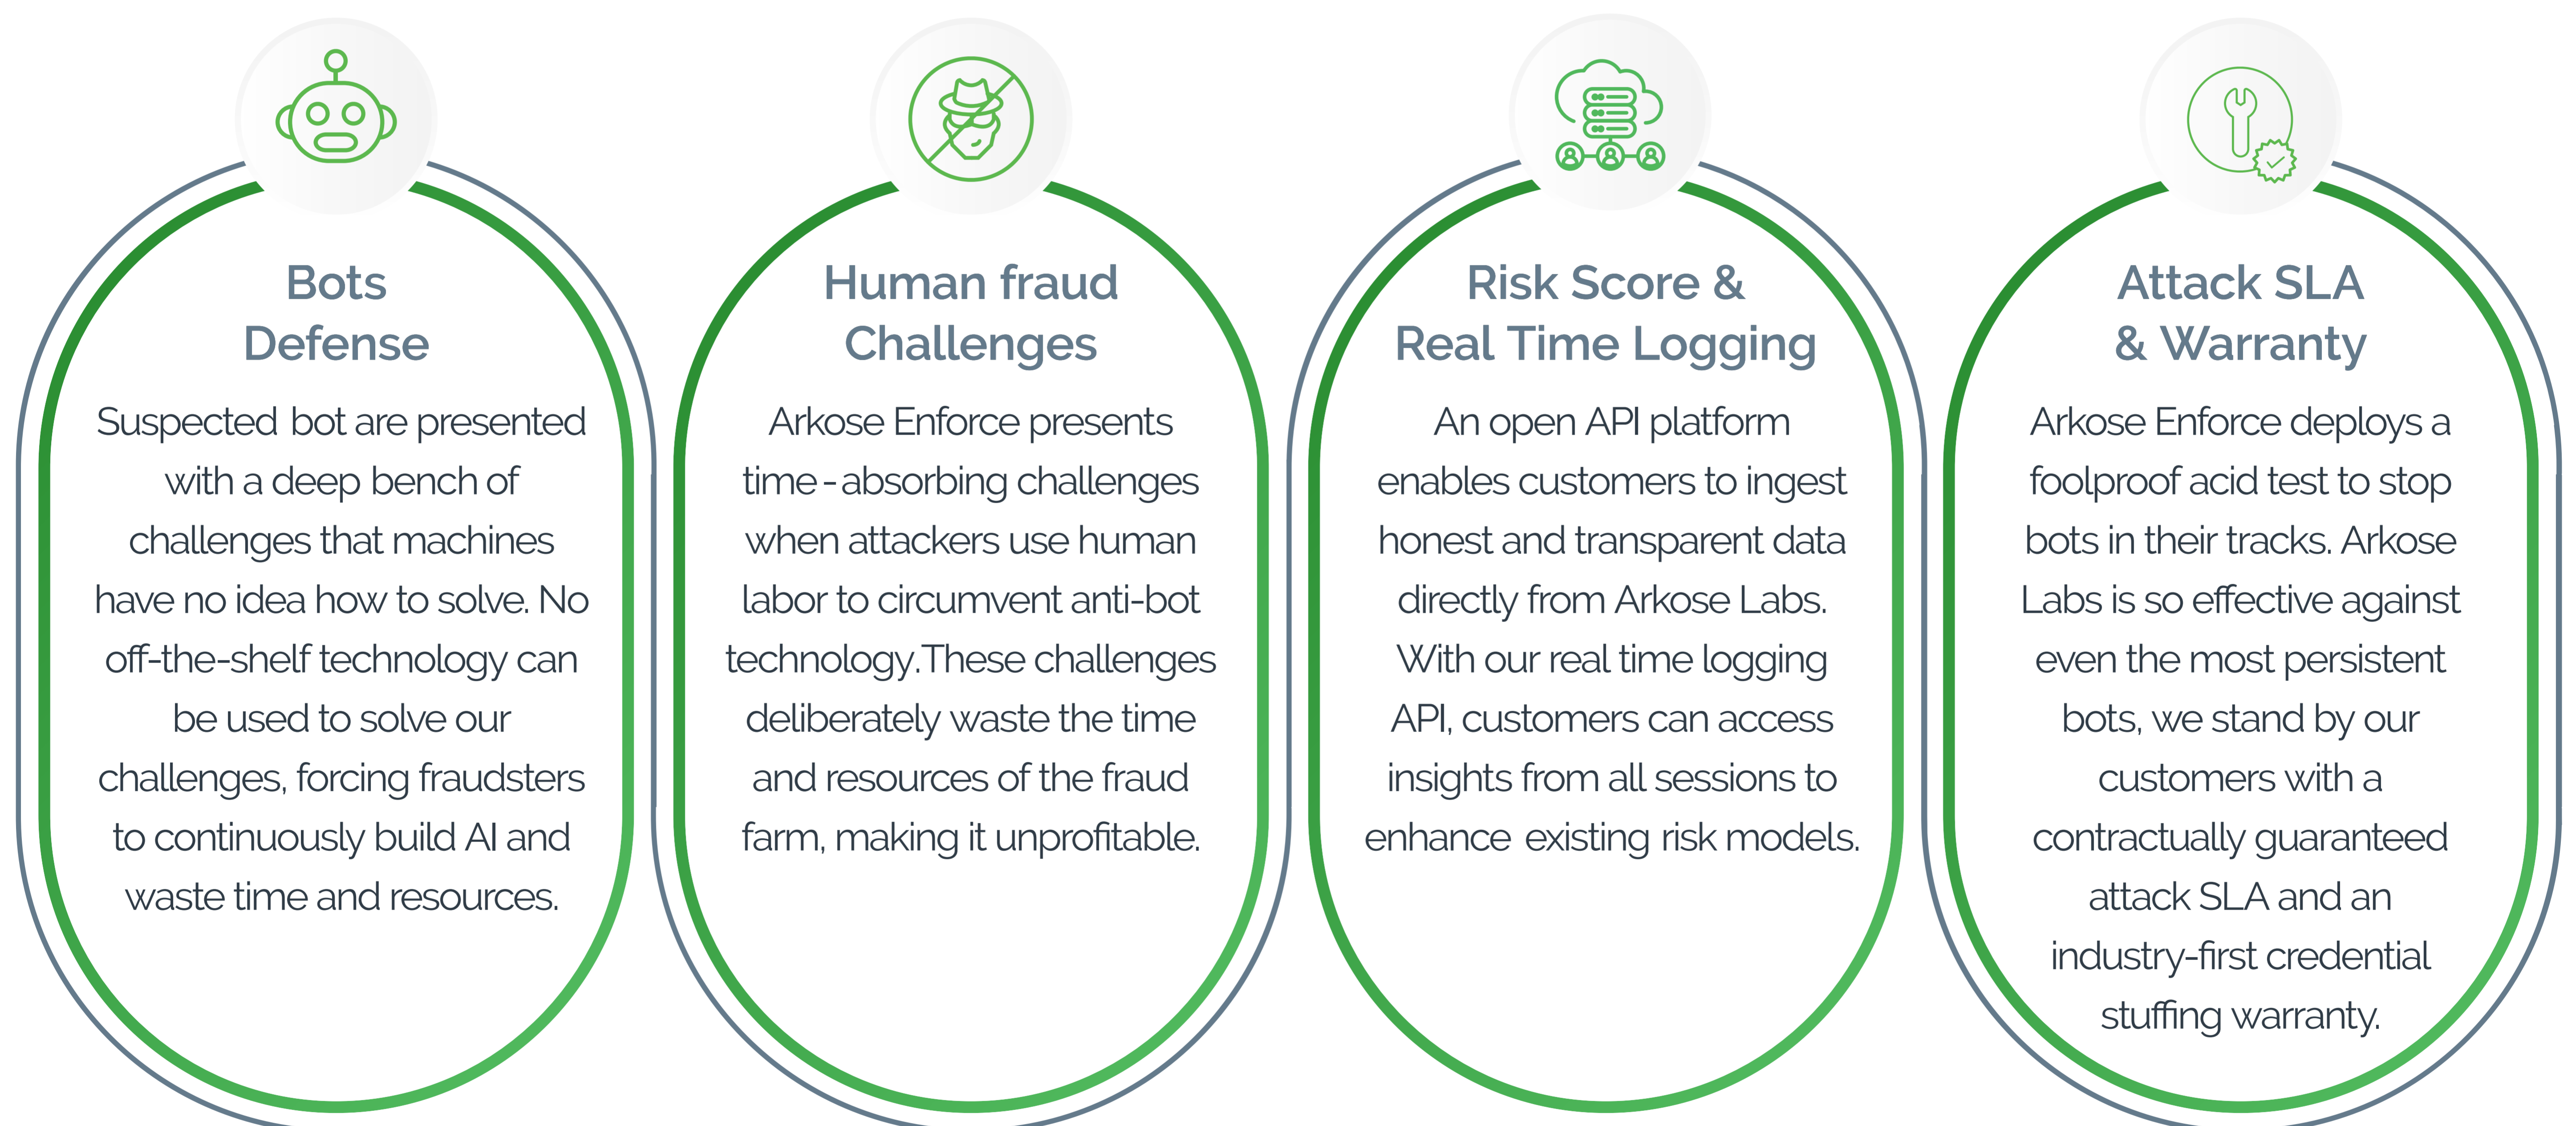 Bots
Defense
Suspected bot are presented
with a deep bench of
challenges that machines
have no idea how to solve. No
off-the-shelf technology can
be used to solve our
challenges, forcing fraudsters
to continuously build AI and
waste time and resources.
Human fraud
Challenges
Arkose Enforce presents
time-absorbing challenges
when attackers use human
labor to circumvent anti-bot
technology.These challenges
deliberately waste the time
and resources of the fraud
farm, making it unprofitable.
Risk Score &
Real Time Logging
An open API platform
enables customers to ingest
honest and transparent data
directly from Arkose Labs.
With our real time logging
API, customers can access
insights from all sessions to
enhance existing risk models.
Attack SLA
& Warranty
Arkose Enforce deploys a
foolproof acid test to stop
bots in their tracks. Arkose
Labs is so effective against
even the most persistent
bots, we stand by our
customers with a
contractually guaranteed
attack SLA and an
industry-first credential
stuffing warranty.